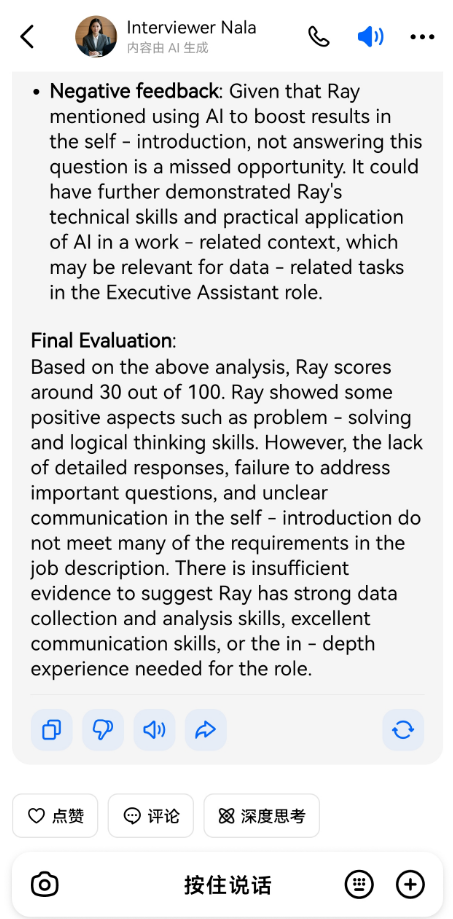 Interviewer Nala
内容由 AI 生成
• Negative feedback: Given that Ray
mentioned using AI to boost results in
the self - introduction, not answering this
question is a missed opportunity. It could
have further demonstrated Ray's
technical skills and practical application
of AI in a work - related context, which
may be relevant for data - related tasks
in the Executive Assistant role.
Final Evaluation:
Based on the above analysis, Ray scores
around 30 out of 100. Ray showed some
positive aspects such as problem - solving
and logical thinking skills. However, the lack
of detailed responses, failure to address
important questions, and unclear
communication in the self - introduction do
not meet many of the requirements in the
job description. There is insufficient
evidence to suggest Ray has strong data
collection and analysis skills, excellent
communication skills, or the in - depth
experience needed for the role.
点赞 评论 深度思考
按住说话